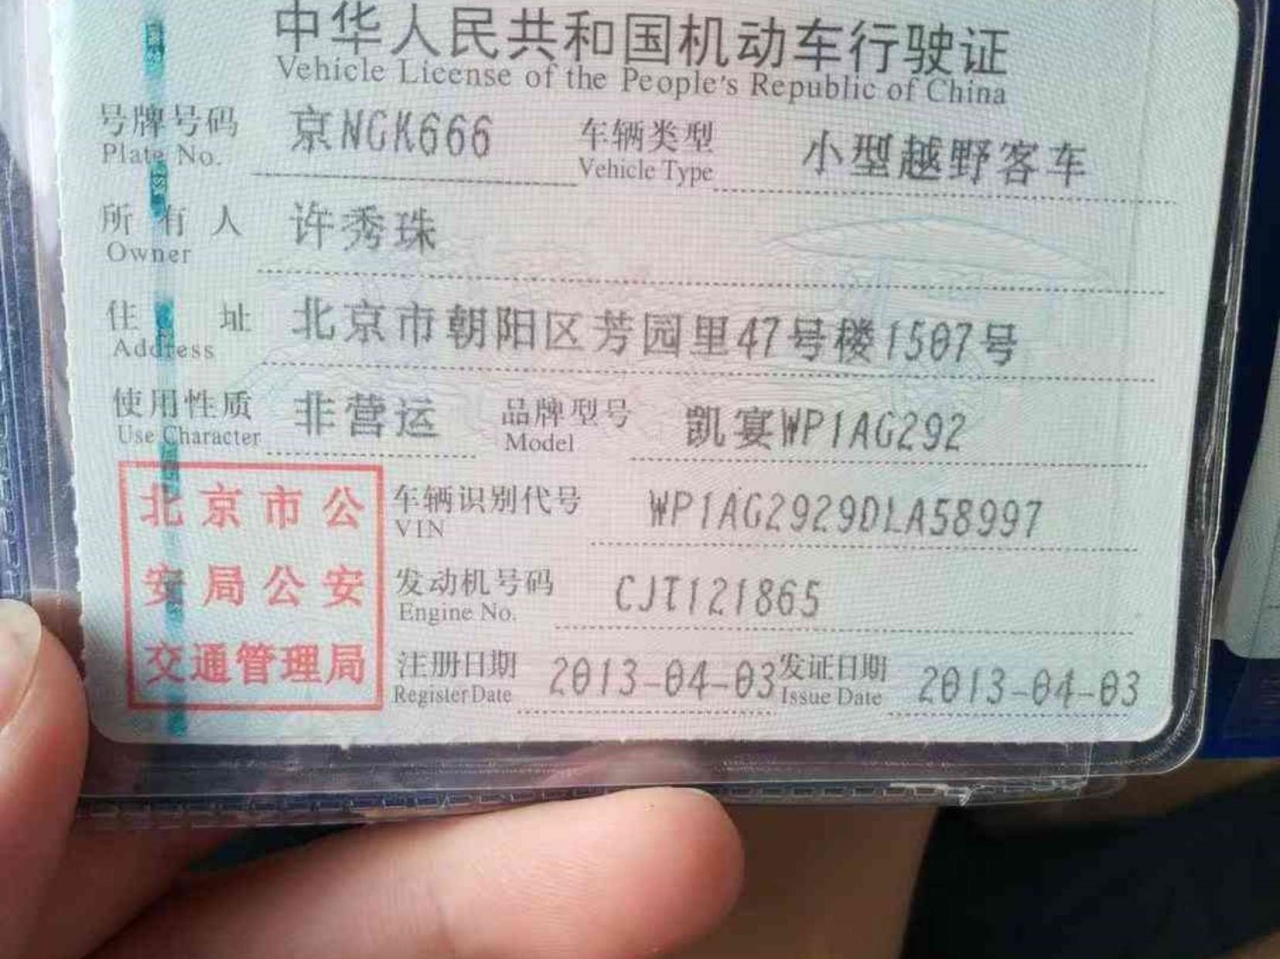 中华人民共和国机动车行驶证
Vehicle License of the People's Republic of China
号牌号码 京NGK666 车辆类型 小型越野客车
Plate No. Vehicle Type
所有人 许秀珠
Owner
住址 北京市朝阳区芳园里47号楼1507号
Address
使用性质 非营运 品牌型号 凯宴WP1AG292
Use Character Model
北京市公
安局公安
交通管理局
车辆识别代号 WP1AG2929DLA58997
VIN
发动机号码 CJT121865
Engine No.
注册日期 2013-04-03 发证日期 2013-04-03
Register Date Issue Date